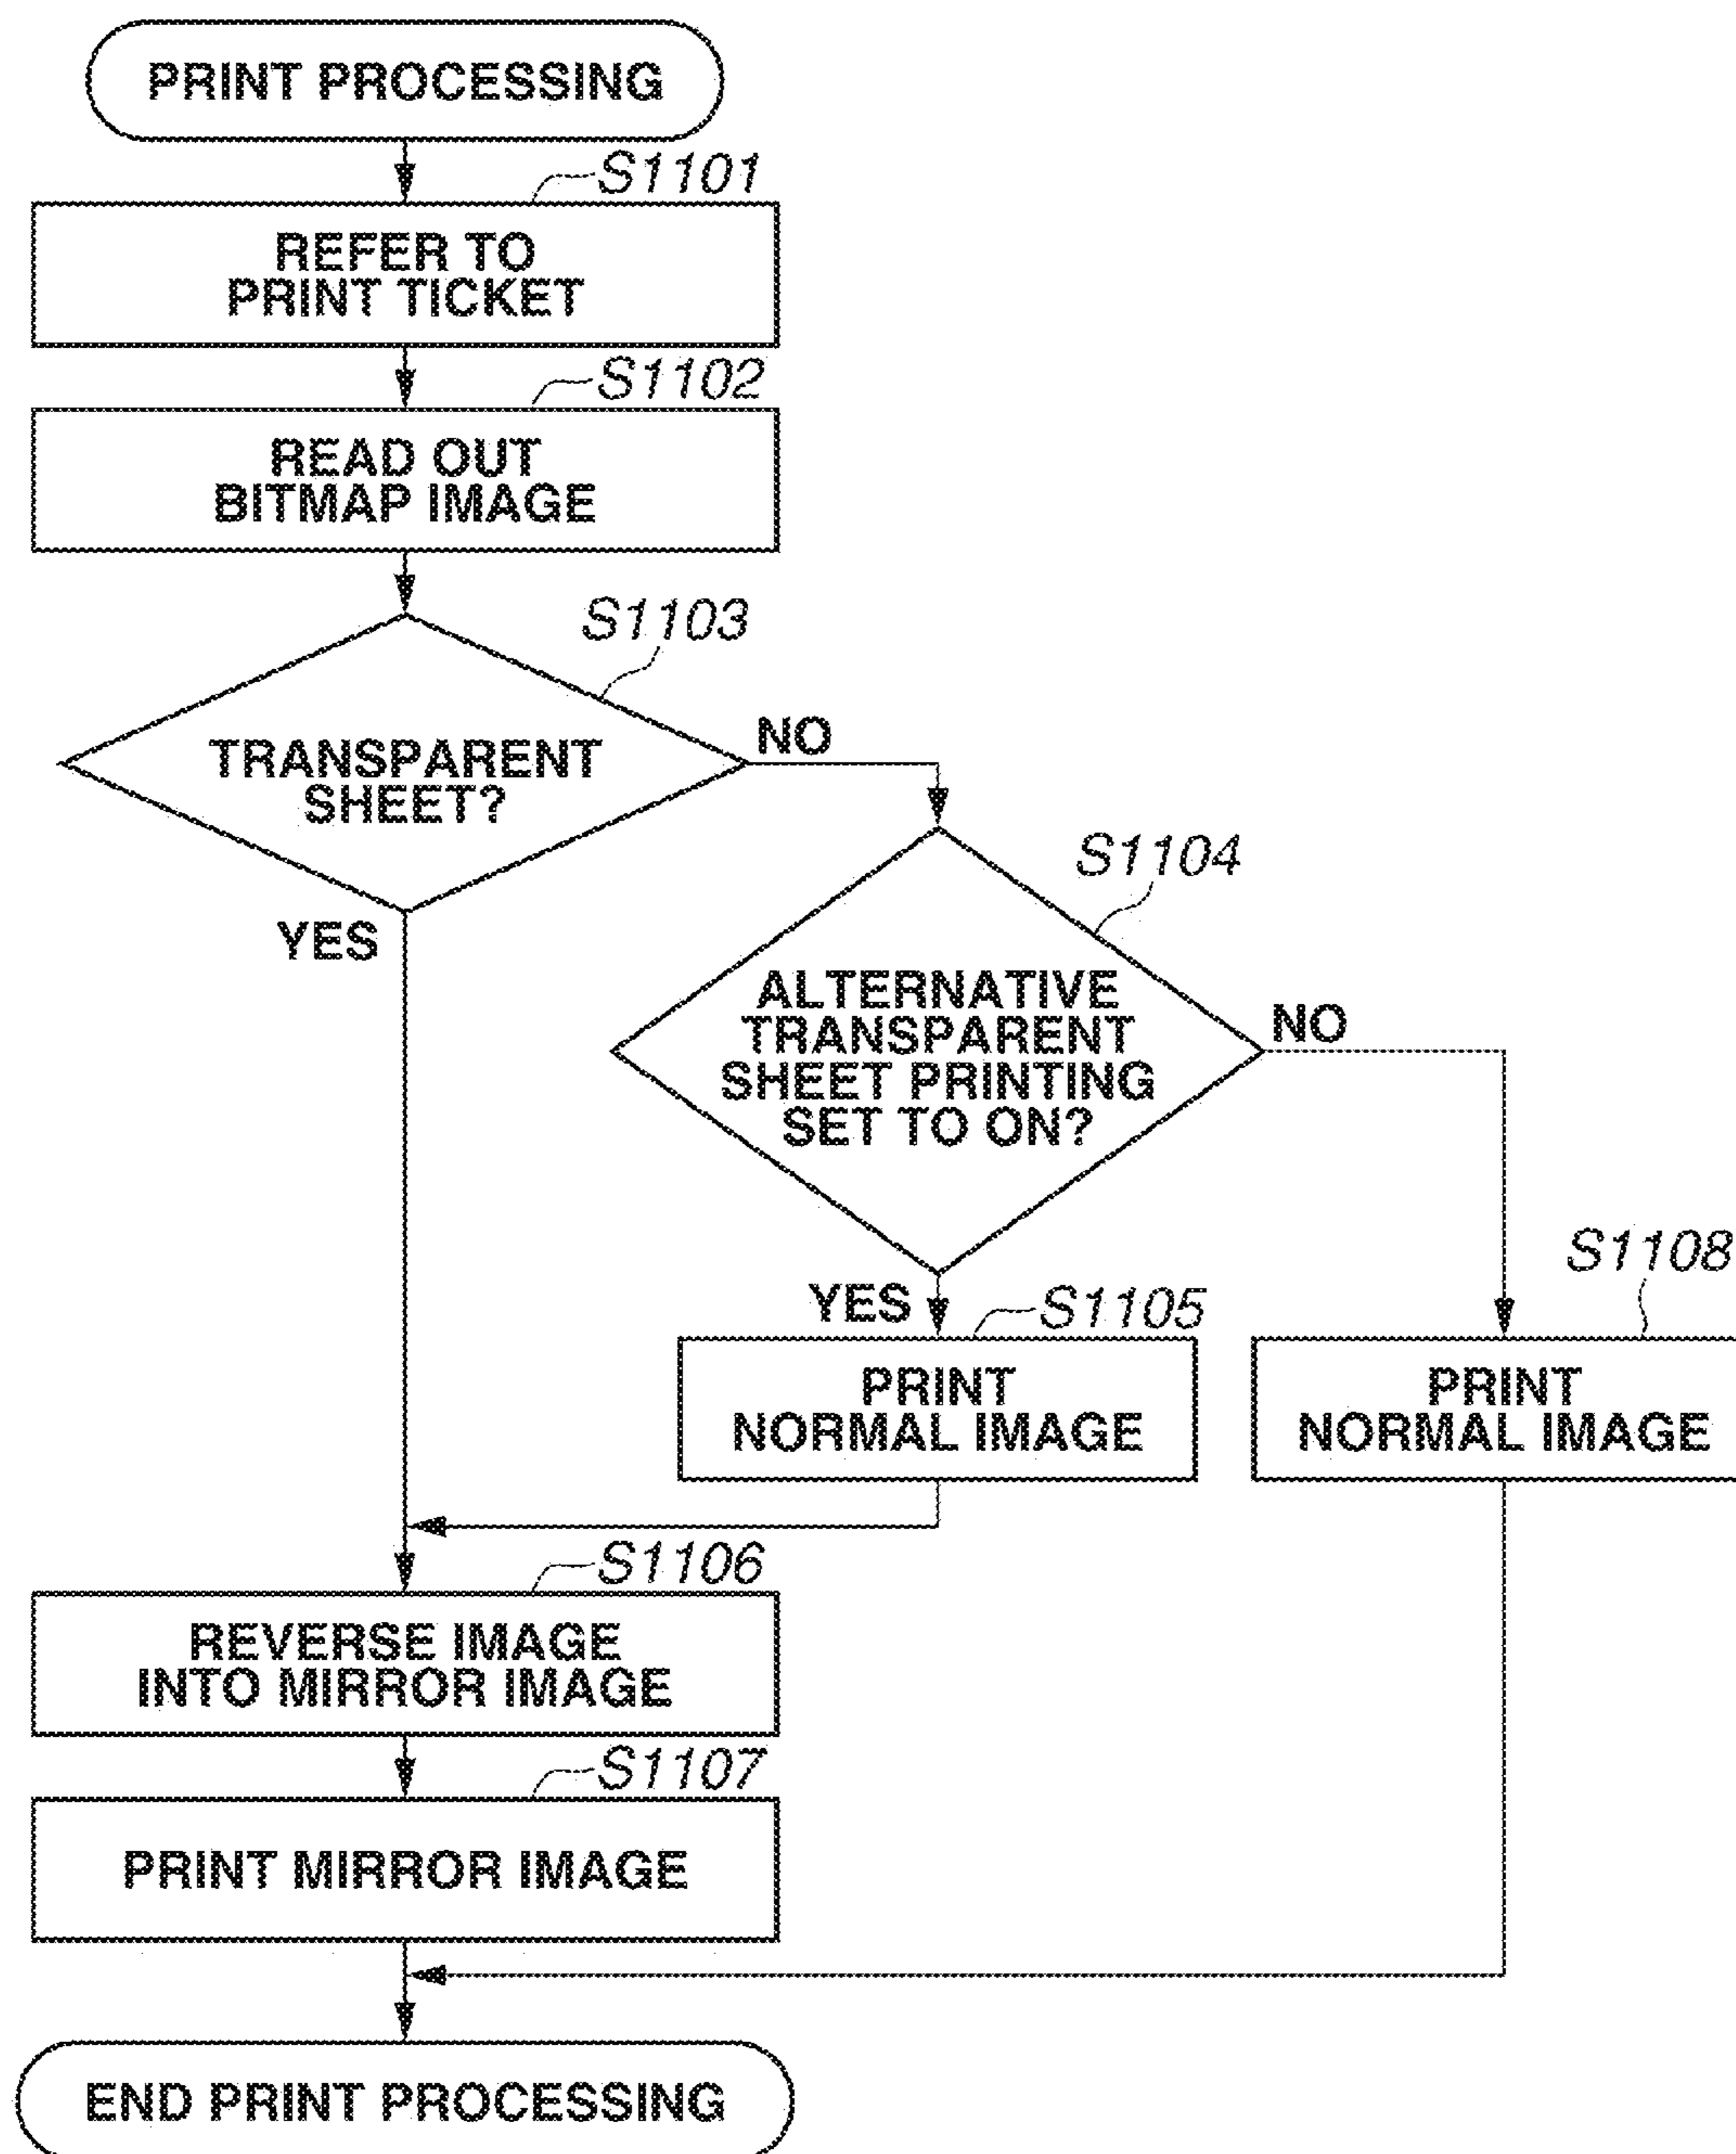 PRINT PROCESSING
S1101
REFER TO
PRINT TICKET
S1102
READ OUT
BITMAP IMAGE
S1103
TRANSPARENT
SHEET?
NO
YES
S1104
ALTERNATIVE
TRANSPARENT
SHEET PRINTING
SET TO ON?
NO
YES
S1105
PRINT
NORMAL IMAGE
S1108
PRINT
NORMAL IMAGE
S1106
REVERSE IMAGE
INTO MIRROR IMAGE
S1107
PRINT MIRROR IMAGE
END PRINT PROCESSING